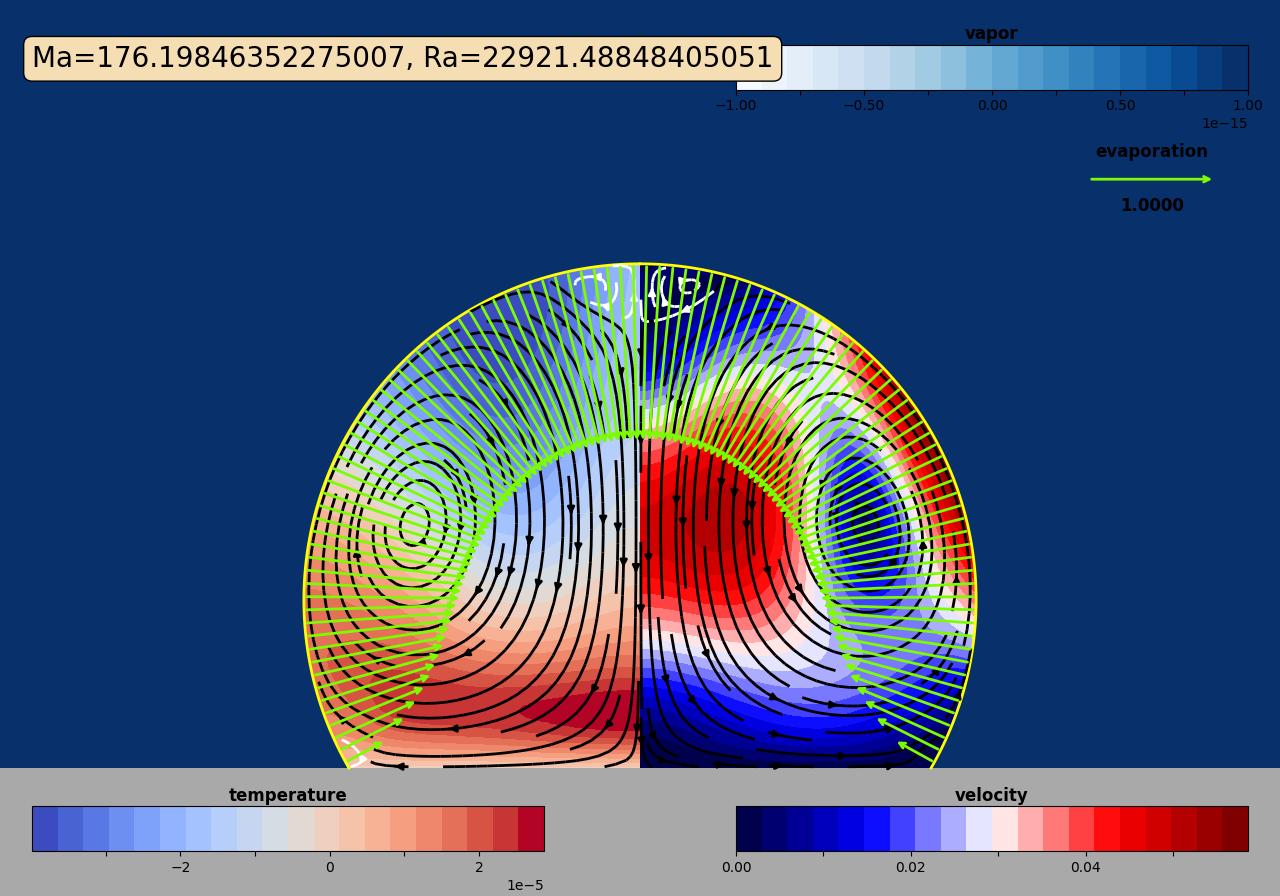 vapor
Ma=176.19846352275007, Ra=22921.48848405051
−1.00 −0.50 0.00 0.50 1.00
1e−15
evaporation
1.0000
temperature
−2 0 2
1e−5
velocity
0.00 0.02 0.04